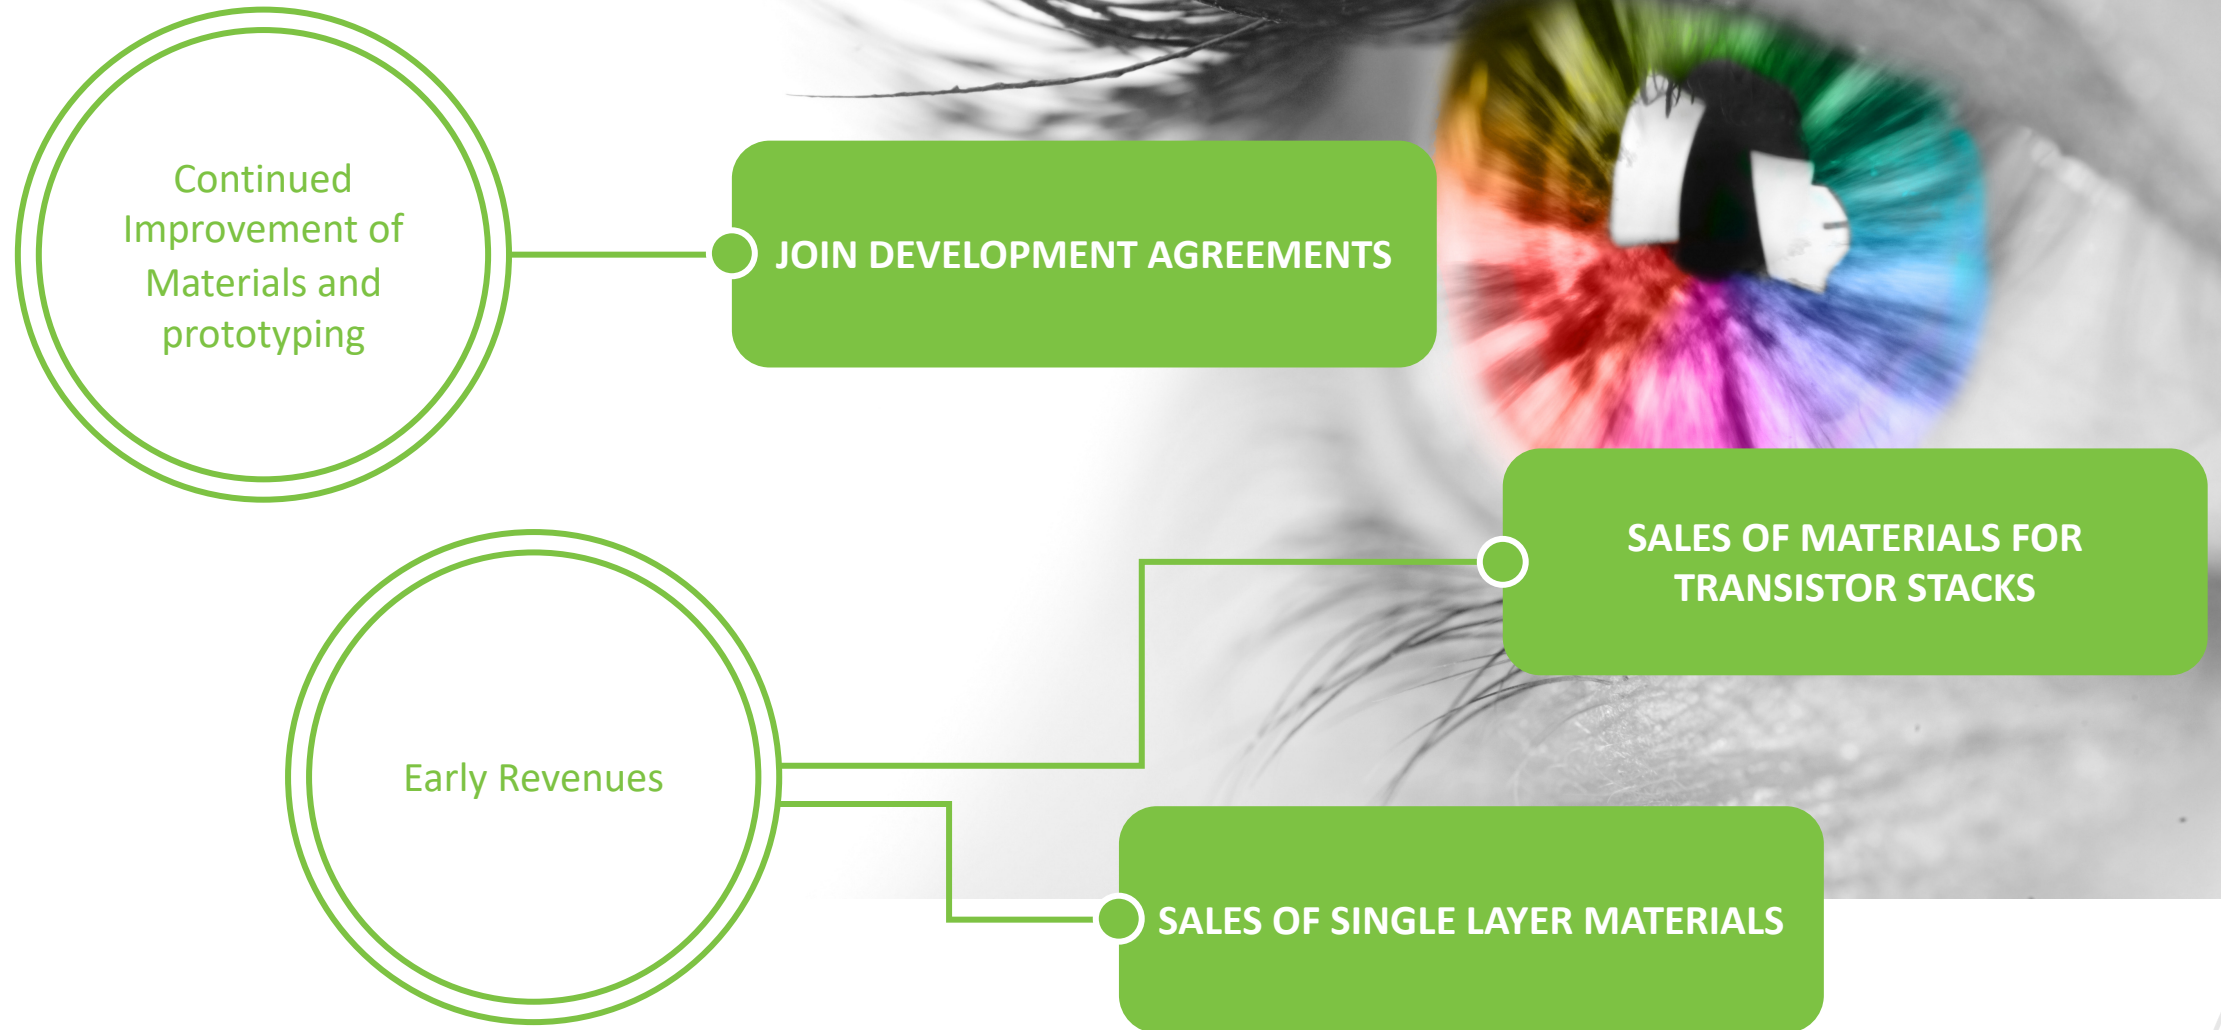 Continued
Improvement of
Materials and
prototyping
JOIN DEVELOPMENT AGREEMENTS
SALES OF MATERIALS FOR
TRANSISTOR STACKS
Early Revenues
SALES OF SINGLE LAYER MATERIALS